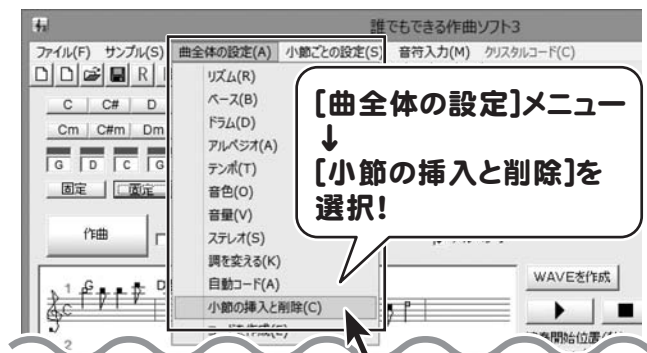 誰でもできる作曲ソフト3
ファイル(F) サンプル(S) 曲全体の設定(A) 小節ごとの設定(S) 音符入力(M) クリスタルコード(C)
R
C C# D
Cm C#m Dm
G D C G
固定 固定
作曲
リズム(R)
ベース(B)
ドラム(D)
アルペジオ(A)
テンポ(T)
音色(O)
音量(V)
ステレオ(S)
調を変える(K)
自動コード(A)
小節の挿入と削除(C)
[曲全体の設定]メニュー
↓
[小節の挿入と削除]を
選択!
1 G D
C
2
WAVEを作成